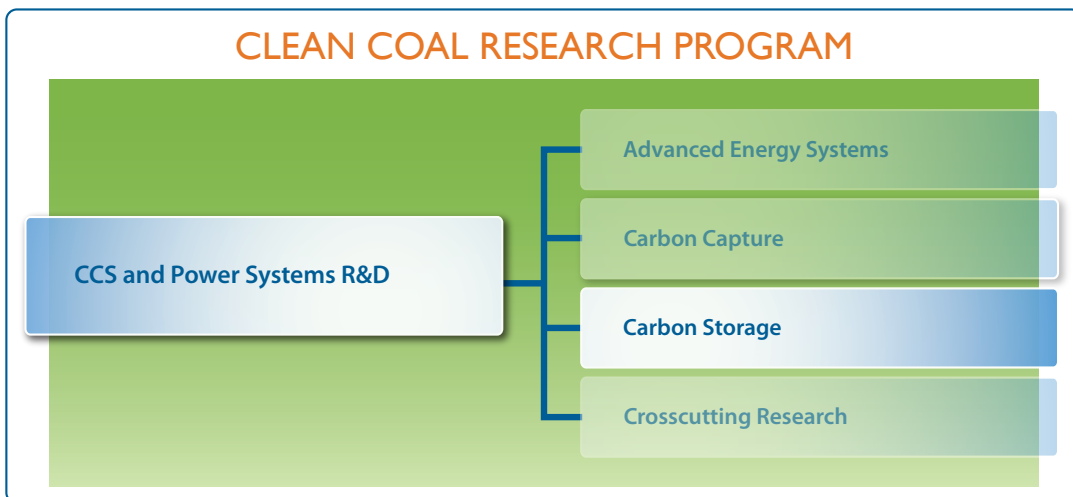 CLEAN COAL RESEARCH PROGRAM
CCS and Power Systems R&D
Advanced Energy Systems
Carbon Capture
Carbon Storage
Crosscutting Research